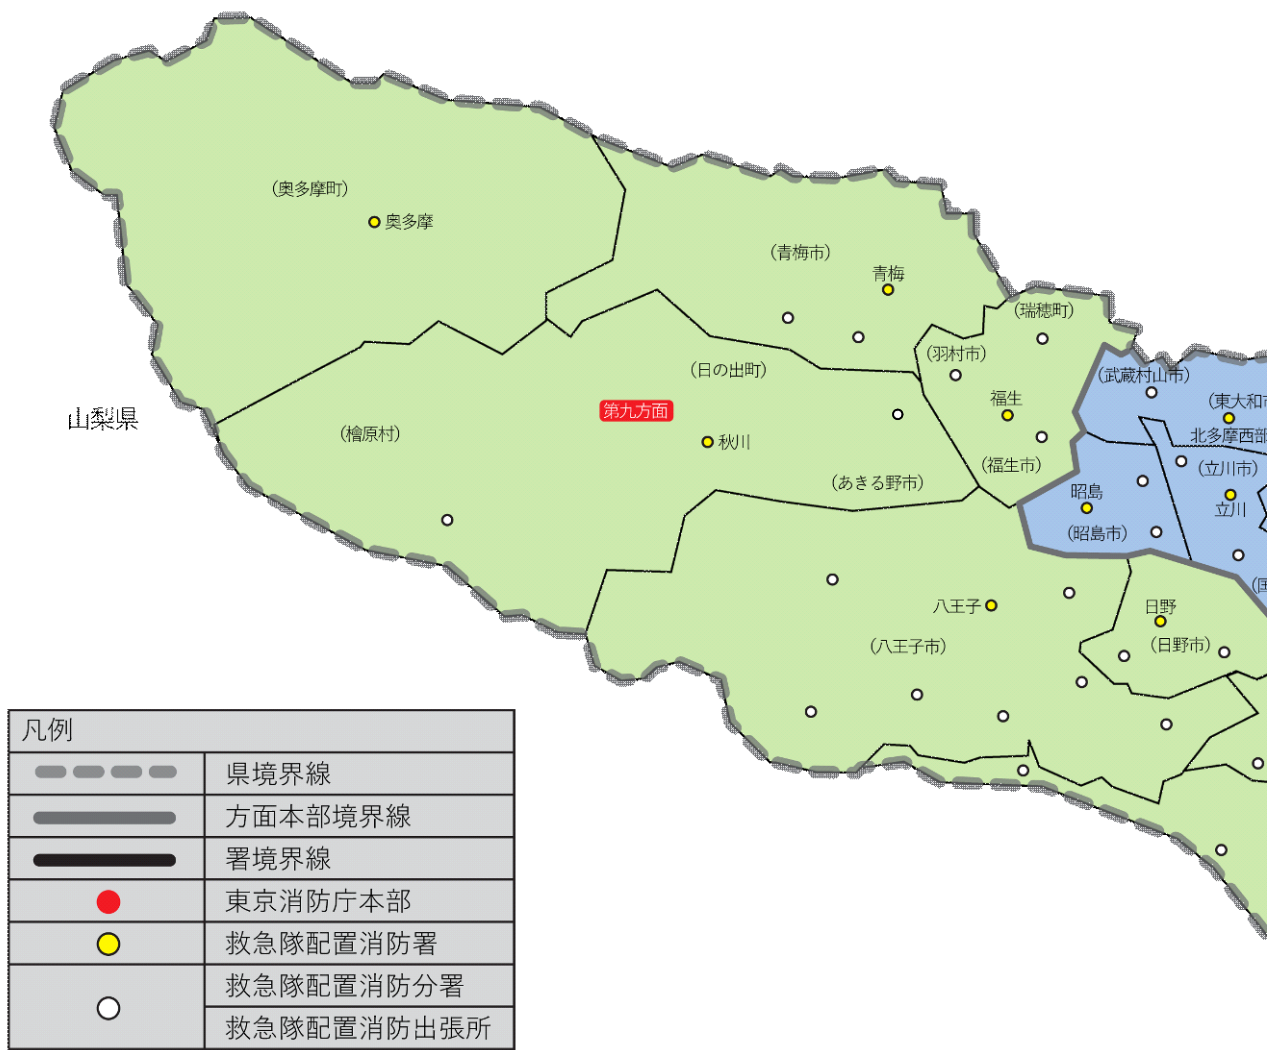 (奥多摩町)
奥多摩
(青梅市)
青梅
(瑞穂町)
(羽村市)
(日の出町)
(武蔵村山市)
福生
第九方面
(東大和市
山梨県
(檜原村)
秋川
北多摩西部
(福生市)
(立川市)
(あきる野市)
昭島
立川
(昭島市)
八王子
日野
(八王子市)
(日野市)
凡例
県境界線
方面本部境界線
署境界線
東京消防庁本部
救急隊配置消防署
救急隊配置消防分署
救急隊配置消防出張所